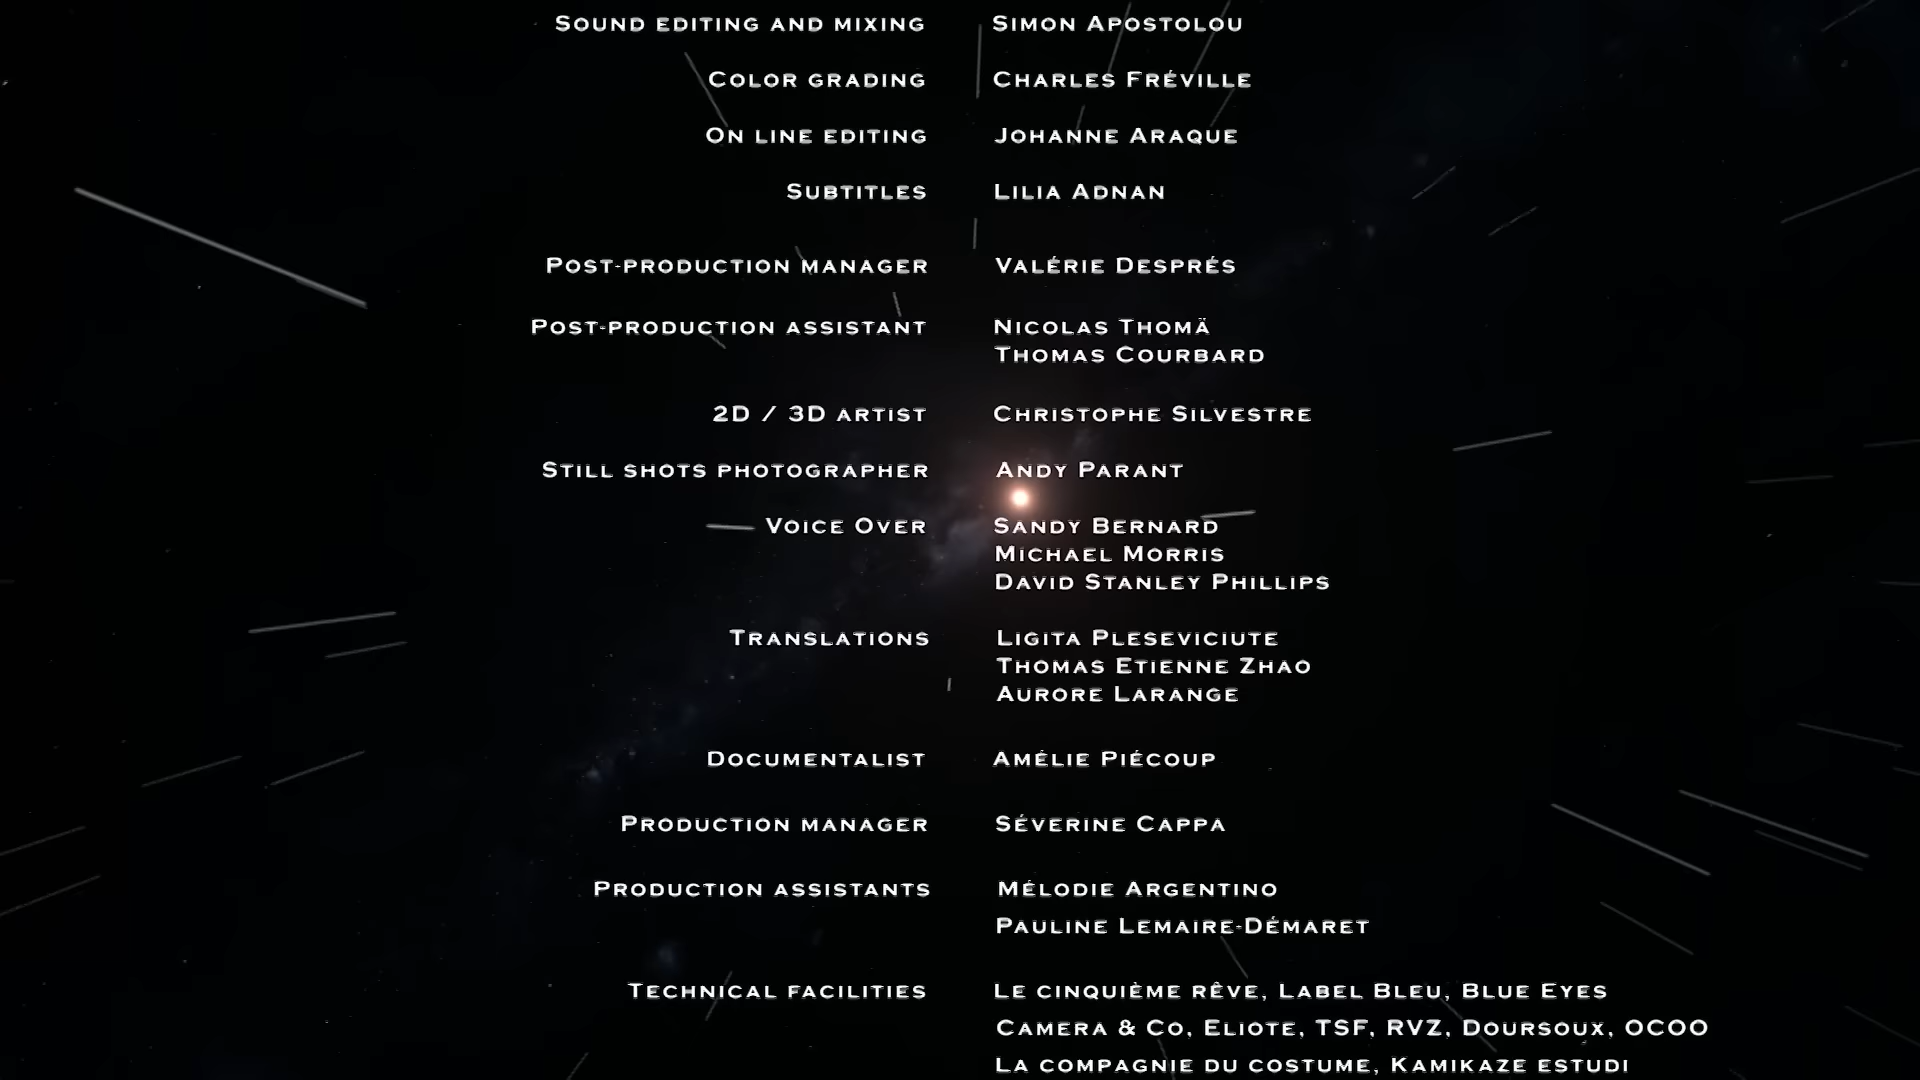 Sound editing and mixing Simon Apostolou
Color grading Charles Fréville
On line editing Johanne Araque
Subtitles Lilia Adnan
Post-production manager Valérie Després
Post-production assistant Nicolas Thomä
Thomas Courbard
2D / 3D artist Christophe Silvestre
Still shots photographer Andy Parant
Voice Over Sandy Bernard
Michael Morris
David Stanley Phillips
Translations Ligita Pleseviciute
Thomas Etienne Zhao
Aurore Larange
Documentalist Amélie Piécoup
Production manager Séverine Cappa
Production assistants Mélodie Argentino
Pauline Lemaire-Démaret
Technical facilities Le cinquième rêve, Label Bleu, Blue Eyes
Camera & Co, Eliote, TSF, RVZ, Doursoux, OCOO
La compagnie du costume, Kamikaze estudi